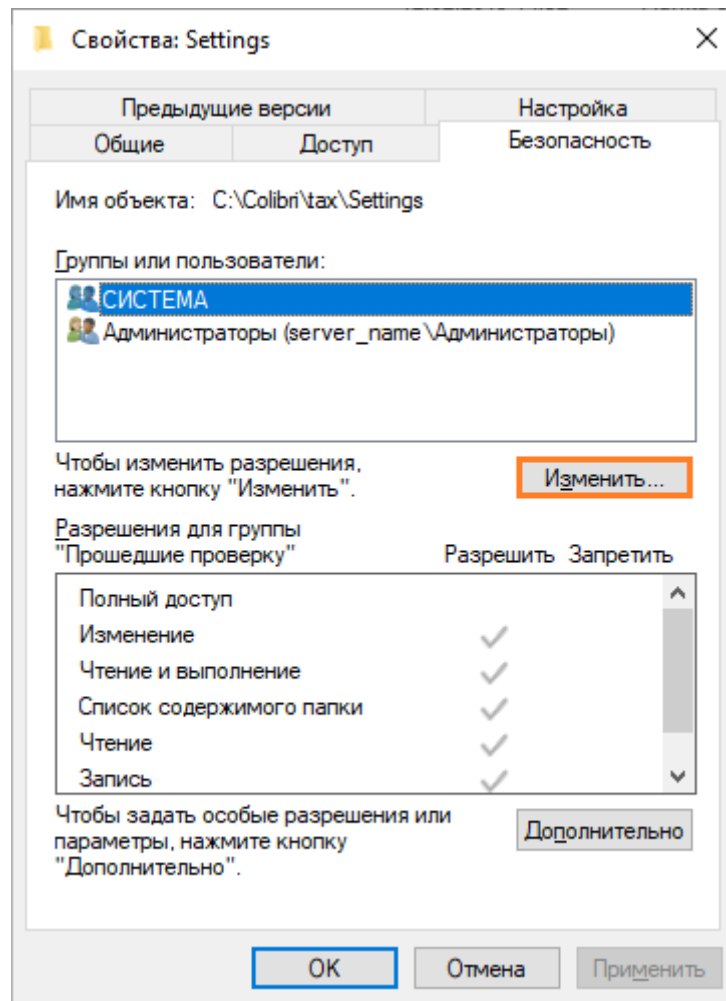 Свойства: Settings
Предыдущие версии Настройка
Общие Доступ Безопасность
Имя объекта: C:\Colibri\tax\Settings
Группы или пользователи:
СИСТЕМА
Администраторы (server_name\Администраторы)
Чтобы изменить разрешения,
нажмите кнопку "Изменить".
Изменить...
Разрешения для группы
"Прошедшие проверку" Разрешить Запретить
Полный доступ
Изменение
Чтение и выполнение
Список содержимого папки
Чтение
Запись
Чтобы задать особые разрешения или
параметры, нажмите кнопку
"Дополнительно".
Дополнительно
OK Отмена Применить